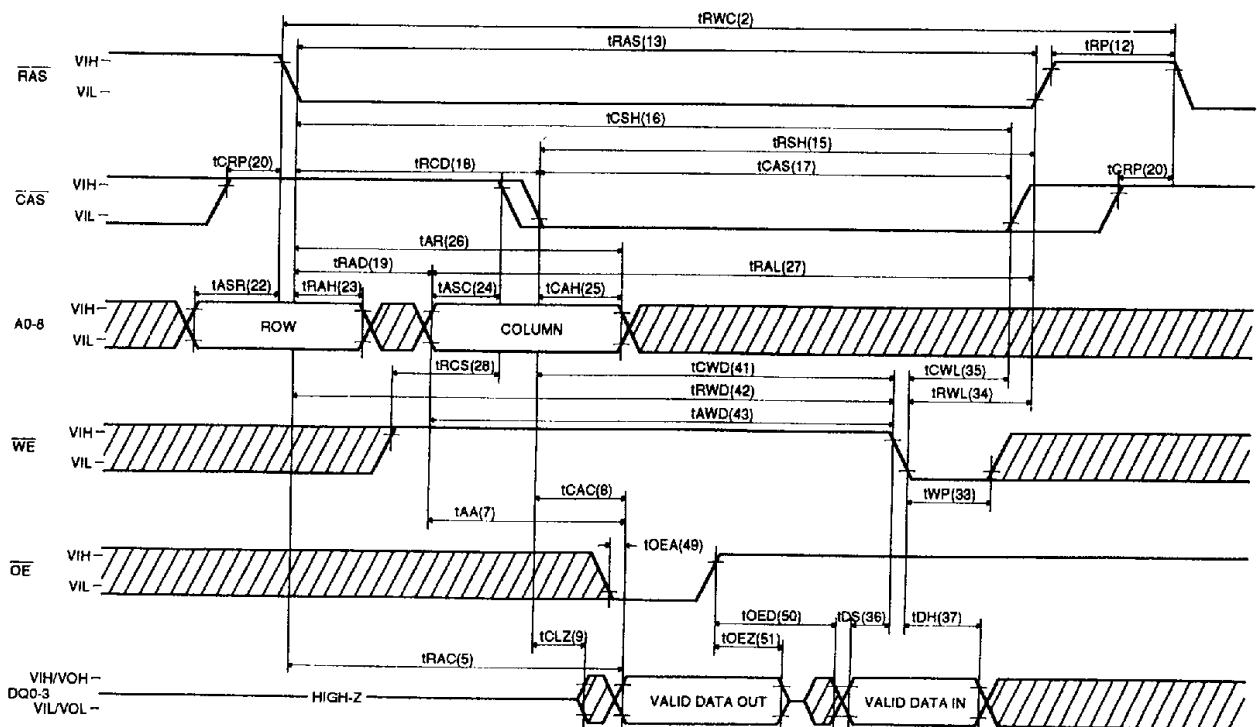 tRWC(2)
tRAS(13)
tRP(12)
VIH
RAS
VIL
tCSH(16)
tRSH(15)
tCRP(20)
tRCD(18)
tCAS(17)
tCRP(20)
VIH
CAS
VIL
tAR(26)
tRAD(19)
tRAL(27)
tASR(22)
tRAH(23)
tASC(24)
tCAH(25)
VIH
A0-8
ROW
COLUMN
VIL
tRCS(28)
tCWD(41)
tCWL(35)
tRWD(42)
tRWL(34)
tAWD(43)
VIH
WE
VIL
tCAC(8)
tWP(33)
tAA(7)
tOEA(49)
VIH
OE
VIL
tOED(50)
tDS(36)
tDH(37)
tCLZ(9)
tOEZ(51)
tRAC(5)
VIH/VOH
DQ0-3
HIGH-Z
VALID DATA OUT
VALID DATA IN
VIL/VOL